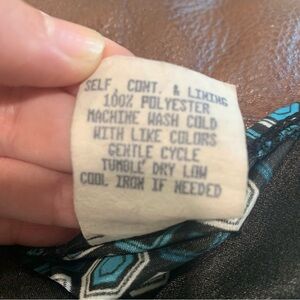 SELF, CONT. & LINING
100% POLYESTER
MACHINE WASH COLD
WITH LIKE COLORS
GENTLE CYCLE
TUMBLE DRY LOW
COOL IRON IF NEEDED